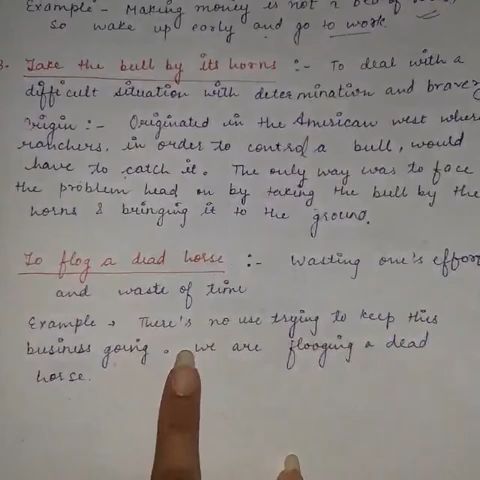 Example - Making money is not a bed of
so wake up early and go to work.
3. Take the bull by its horns :- To deal with a
difficult situation with determination and bravery
Origin :- Originated in the American west where
ranchers, in order to control a bull, would
have to catch it. The only way was to face
the problem head on by taking the bull by the
horns & bringing it to the ground.
To flog a dead horse :- Wasting one's effort
and waste of time
Example → There's no use trying to keep this
business going. We are flooging a dead
horse.